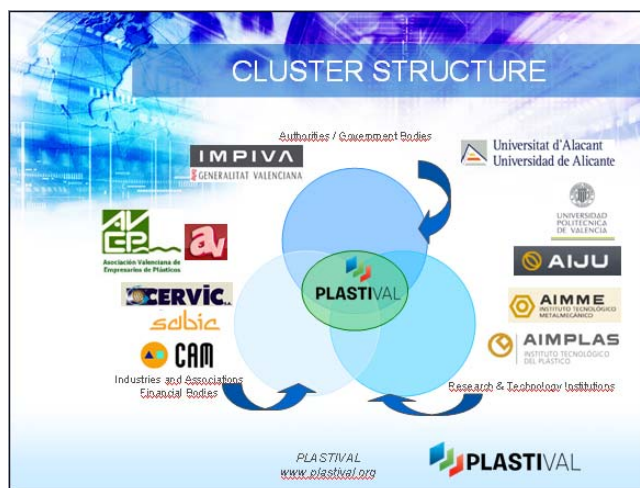 CLUSTER STRUCTURE
Authorities / Government Bodies
IMPIVA
GENERALITAT VALENCIANA
Universitat d'Alacant
Universidad de Alicante
UNIVERSIDAD
POLITECNICA
DE VALENCIA
AVEP
av
Asociación Valenciana de
Empresarios de Plásticos
AIJU
PLASTIVAL
CERVIC
AIMME
INSTITUTO TECNOLÓGICO
METALMECÁNICO
sabic
AIMPLAS
INSTITUTO TECNOLÓGICO
DEL PLÁSTICO
CAM
Industries and Associations
Financial Bodies
Research & Technology Institutions
PLASTIVAL
www.plastival.org
PLASTIVAL